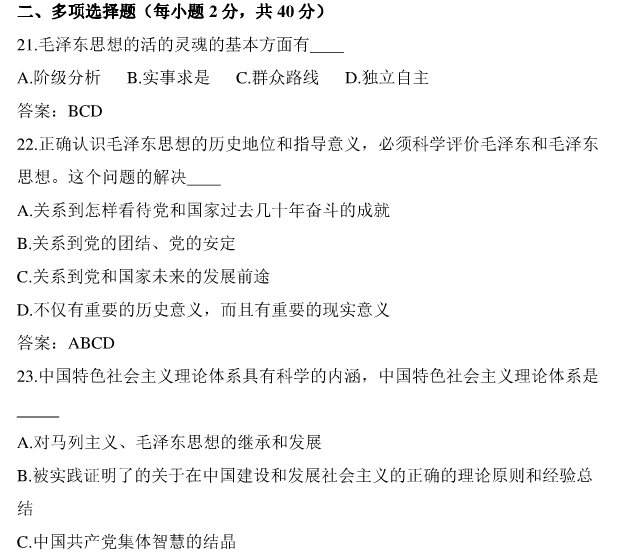 二、多项选择题（每小题 2 分，共 40 分）
21.毛泽东思想的活的灵魂的基本方面有____
A.阶级分析 B.实事求是 C.群众路线 D.独立自主
答案：BCD
22.正确认识毛泽东思想的历史地位和指导意义，必须科学评价毛泽东和毛泽东
思想。这个问题的解决____
A.关系到怎样看待党和国家过去几十年奋斗的成就
B.关系到党的团结、党的安定
C.关系到党和国家未来的发展前途
D.不仅有重要的历史意义，而且有重要的现实意义
答案：ABCD
23.中国特色社会主义理论体系具有科学的内涵，中国特色社会主义理论体系是
_____
A.对马列主义、毛泽东思想的继承和发展
B.被实践证明了的关于在中国建设和发展社会主义的正确的理论原则和经验总
结
C.中国共产党集体智慧的结晶